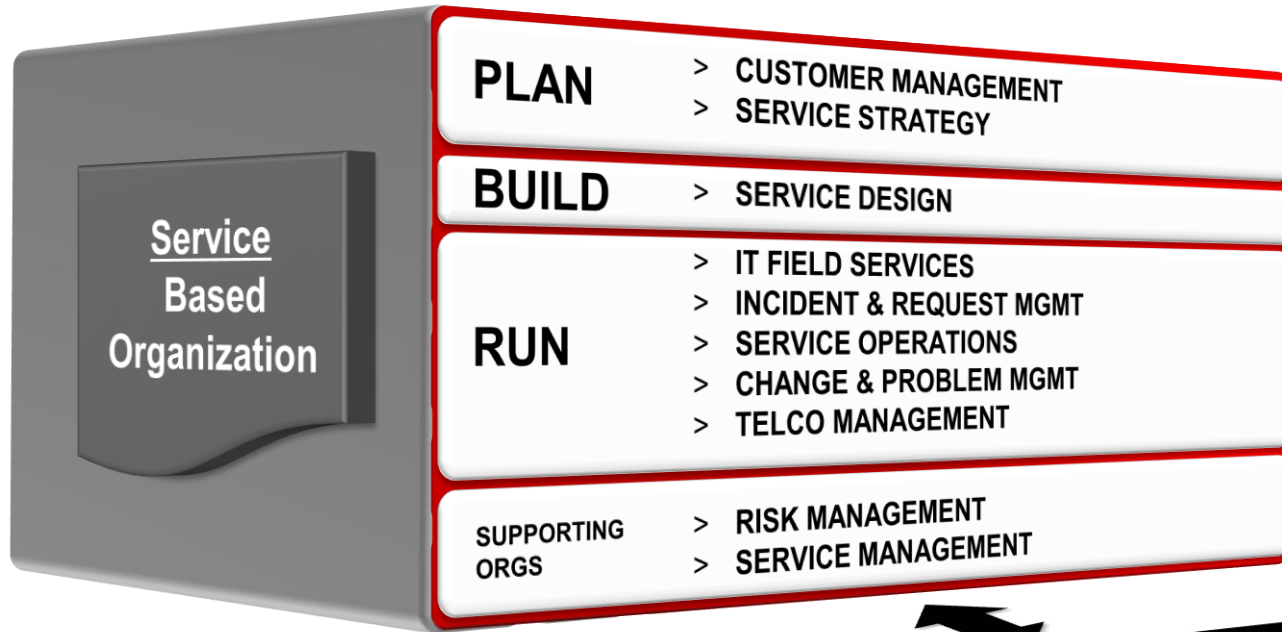 Service
Based
Organization
PLAN
> CUSTOMER MANAGEMENT
> SERVICE STRATEGY
BUILD
> SERVICE DESIGN
RUN
> IT FIELD SERVICES
> INCIDENT & REQUEST MGMT
> SERVICE OPERATIONS
> CHANGE & PROBLEM MGMT
> TELCO MANAGEMENT
SUPPORTING
ORGS
> RISK MANAGEMENT
> SERVICE MANAGEMENT